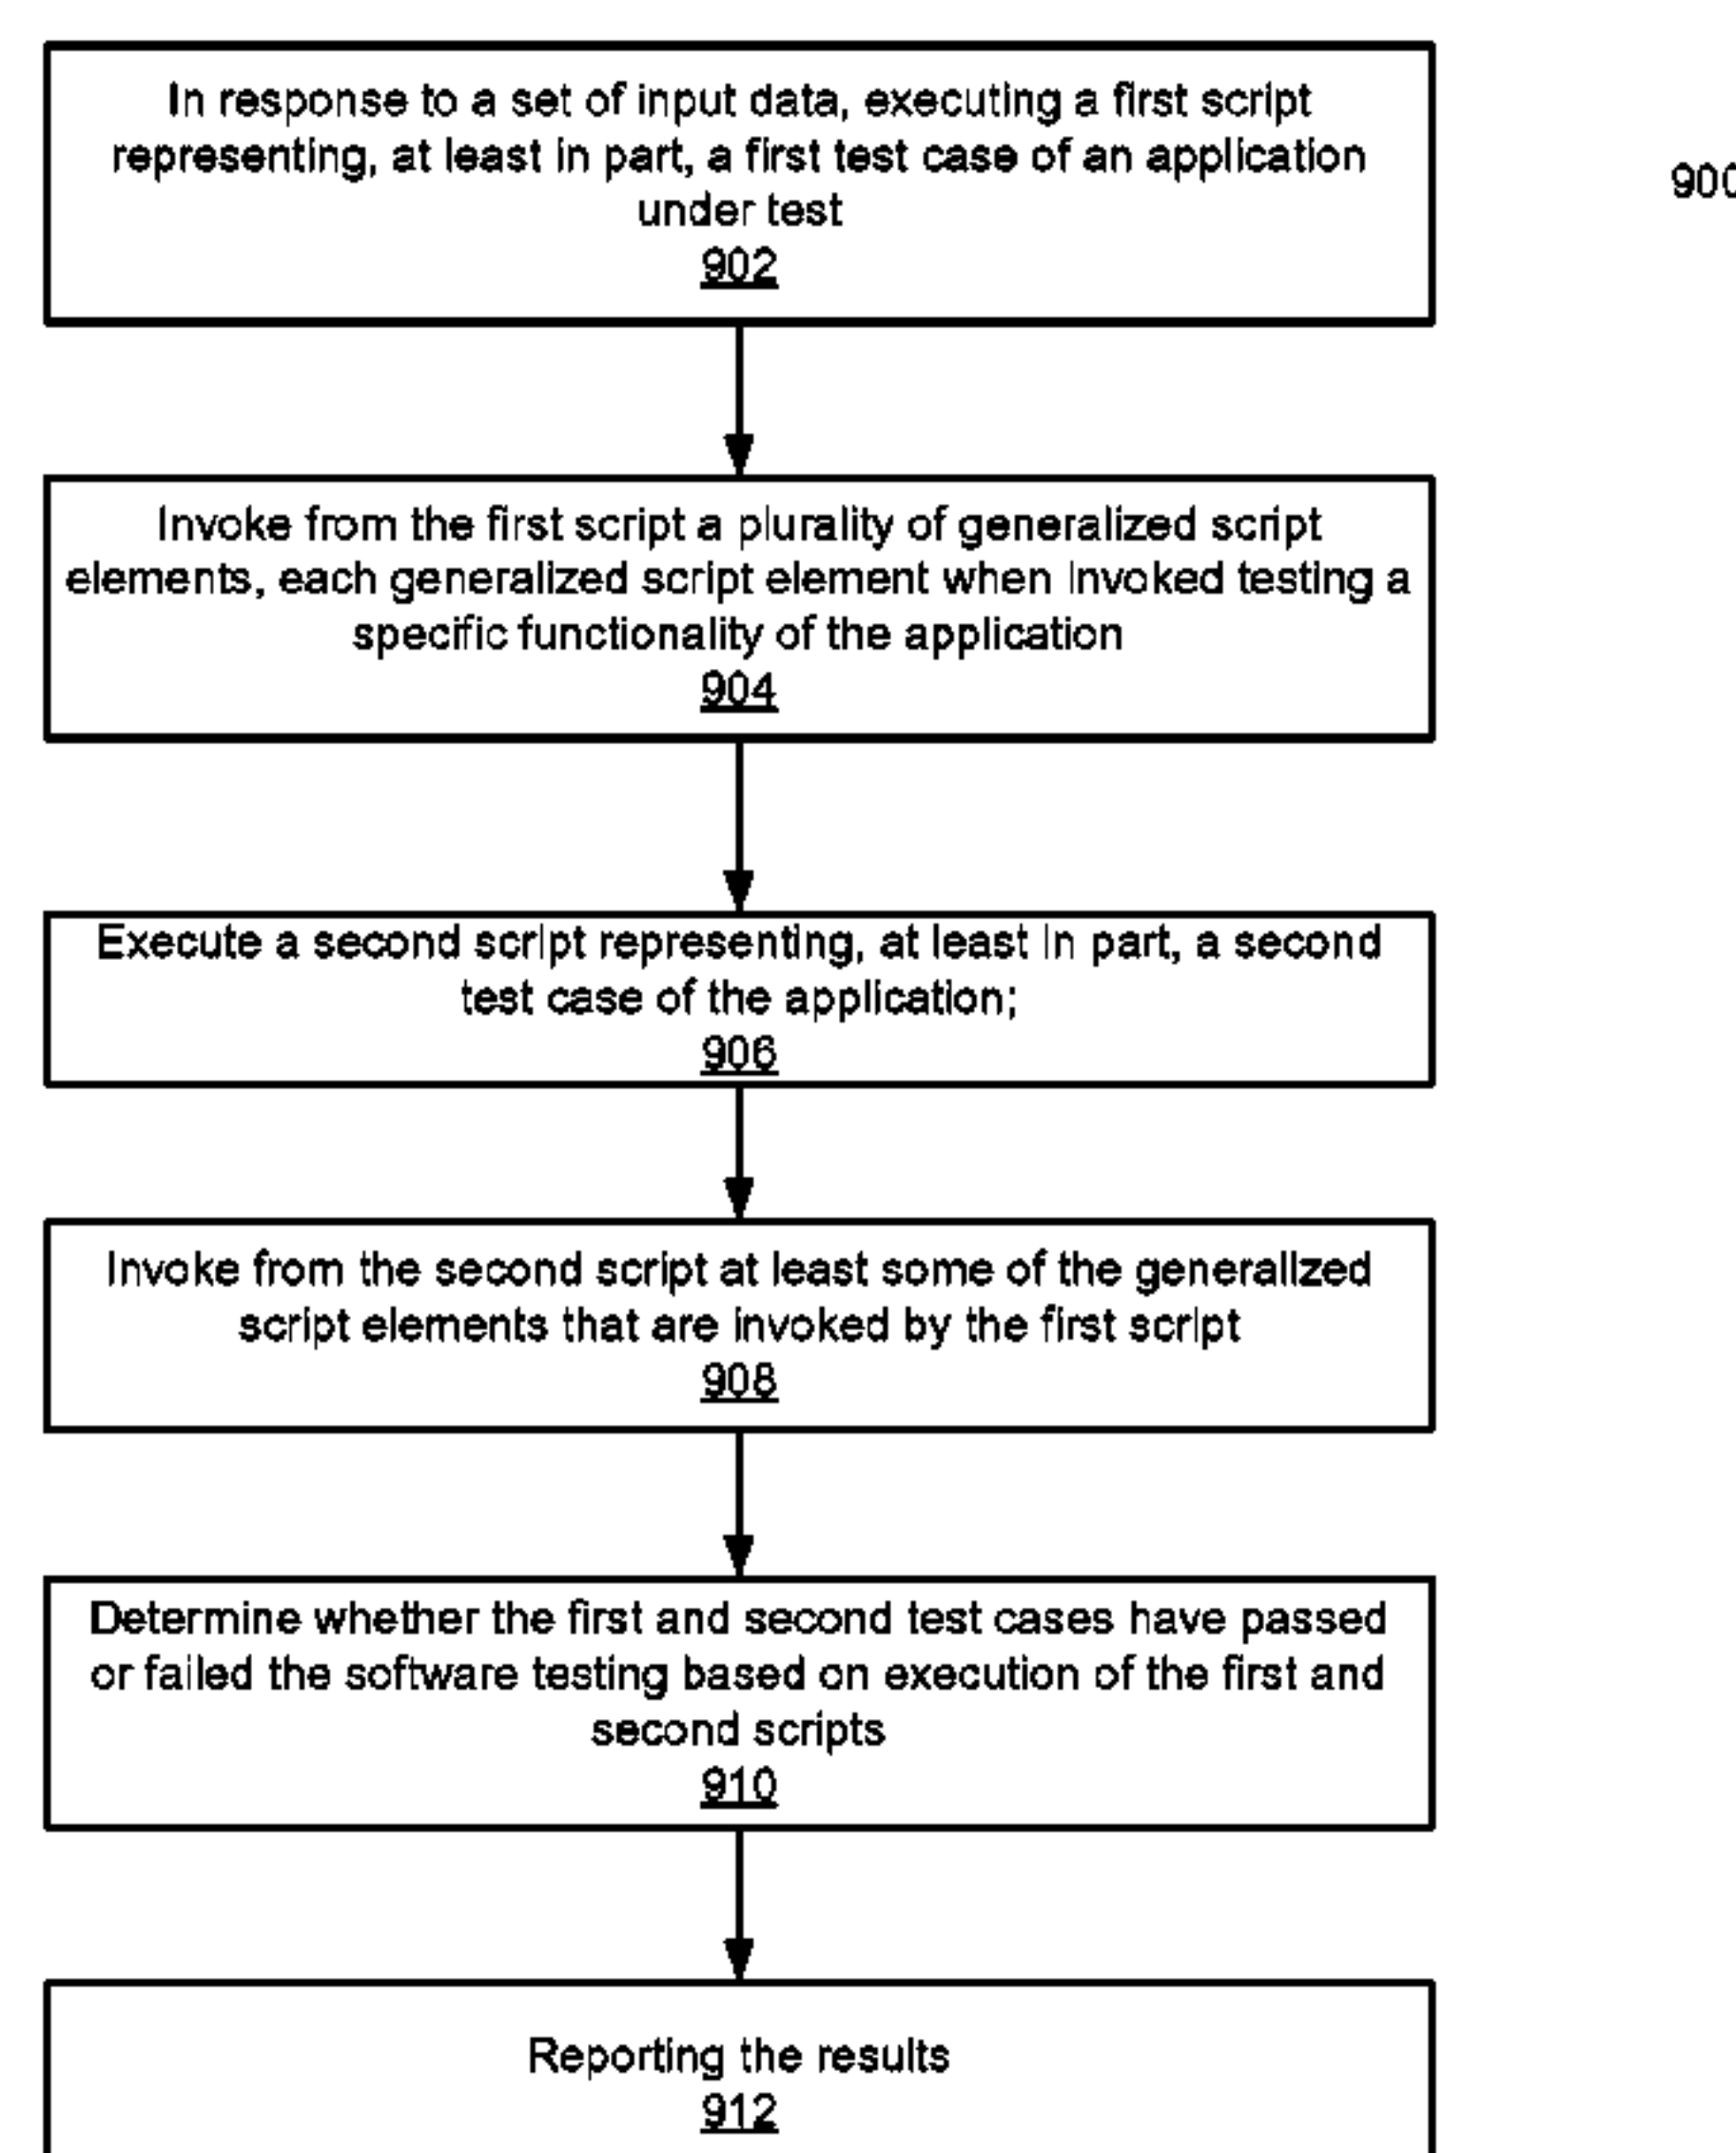 In response to a set of input data, executing a first script
representing, at least in part, a first test case of an application
under test
902
900
Invoke from the first script a plurality of generalized script
elements, each generalized script element when invoked testing a
specific functionality of the application
904
Execute a second script representing, at least in part, a second
test case of the application;
906
Invoke from the second script at least some of the generalized
script elements that are invoked by the first script
908
Determine whether the first and second test cases have passed
or failed the software testing based on execution of the first and
second scripts
910
Reporting the results
912